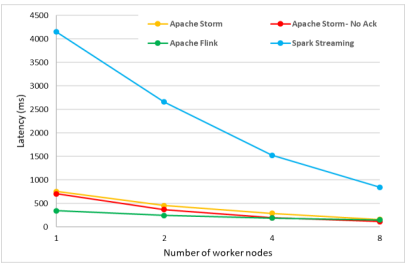 4500
4000
3500
3000
2500
2000
1500
1000
500
0
Latency (ms)
Apache Storm
Apache Storm- No Ack
Apache Flink
Spark Streaming
1 2 4 8
Number of worker nodes